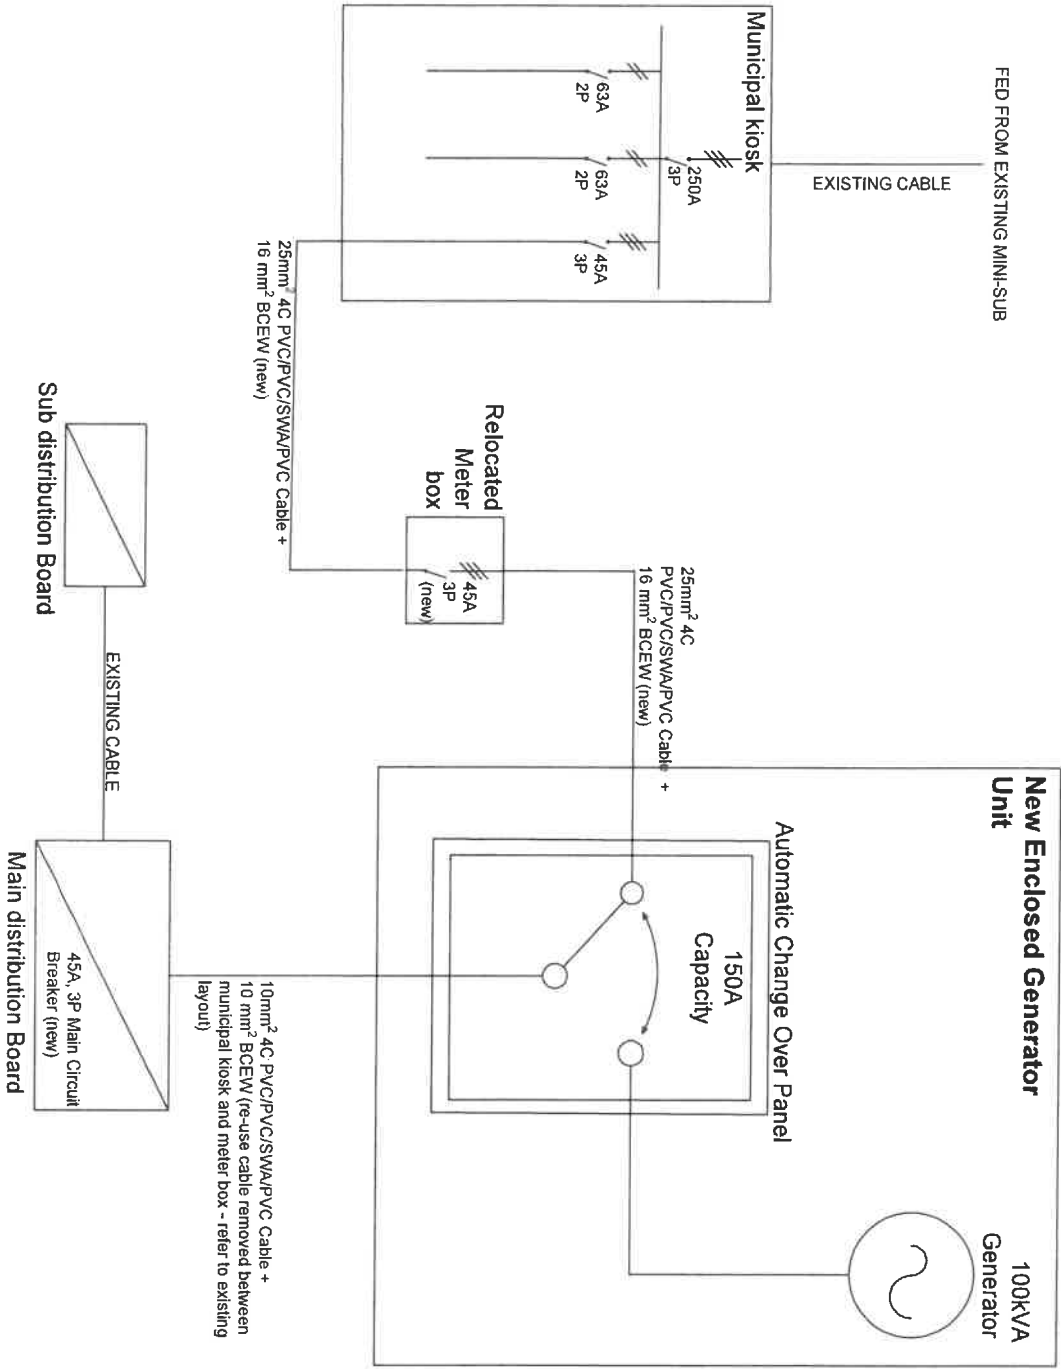 FED FROM EXISTING MINI-SUB
EXISTING CABLE
Municipal kiosk
250A
3P
63A
2P
63A
2P
45A
3P
25mm² 4C PVC/PVC/SWA/PVC Cable +
16 mm² BCEW (new)
Relocated
Meter
box
45A
3P
(new)
25mm² 4C
PVC/PVC/SWA/PVC Cable +
16 mm² BCEW (new)
New Enclosed Generator
Unit
100kVA
Generator
Automatic Change Over Panel
150A
Capacity
10mm² 4C PVC/PVC/SWA/PVC Cable +
10 mm² BCEW (re-use cable removed between
municipal kiosk and meter box - refer to existing
layout)
45A, 3P Main Circuit
Breaker (new)
Main distribution Board
EXISTING CABLE
Sub distribution Board